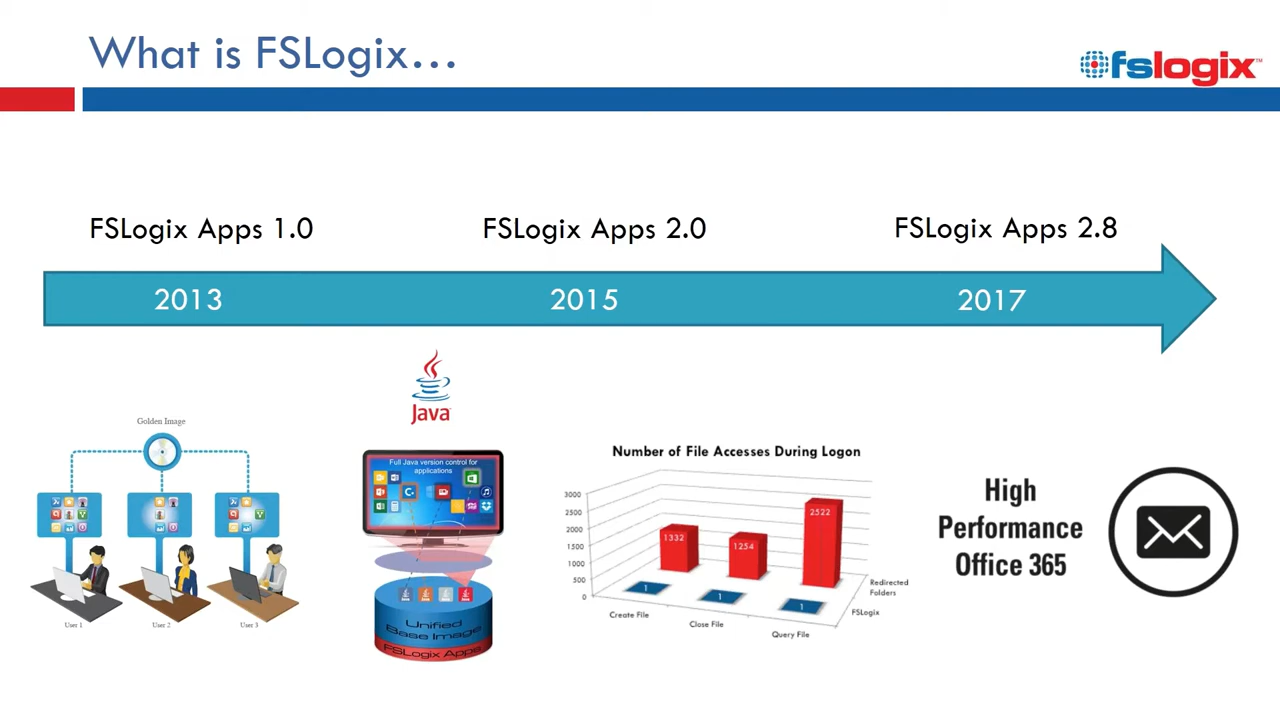 What is FSLogix...
fslogix™
FSLogix Apps 1.0
FSLogix Apps 2.0
FSLogix Apps 2.8
2013
2015
2017
Golden Image
User 1
User 2
User 3
Java
Full Java version control for
applications
Unified
Base Image
FSLogix Apps
Number of File Accesses During Logon
3000
2500
2000
1500
1000
500
0
1332
1254
2522
1
1
1
Redirected
Folders
FSLogix
Create File
Close File
Query File
High
Performance
Office 365